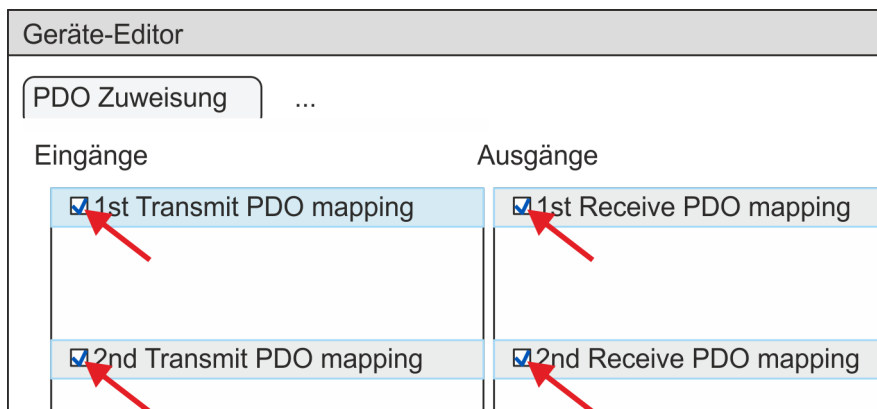 Geräte-Editor
PDO Zuweisung ...
Eingänge Ausgänge
1st Transmit PDO mapping 1st Receive PDO mapping
2nd Transmit PDO mapping 2nd Receive PDO mapping